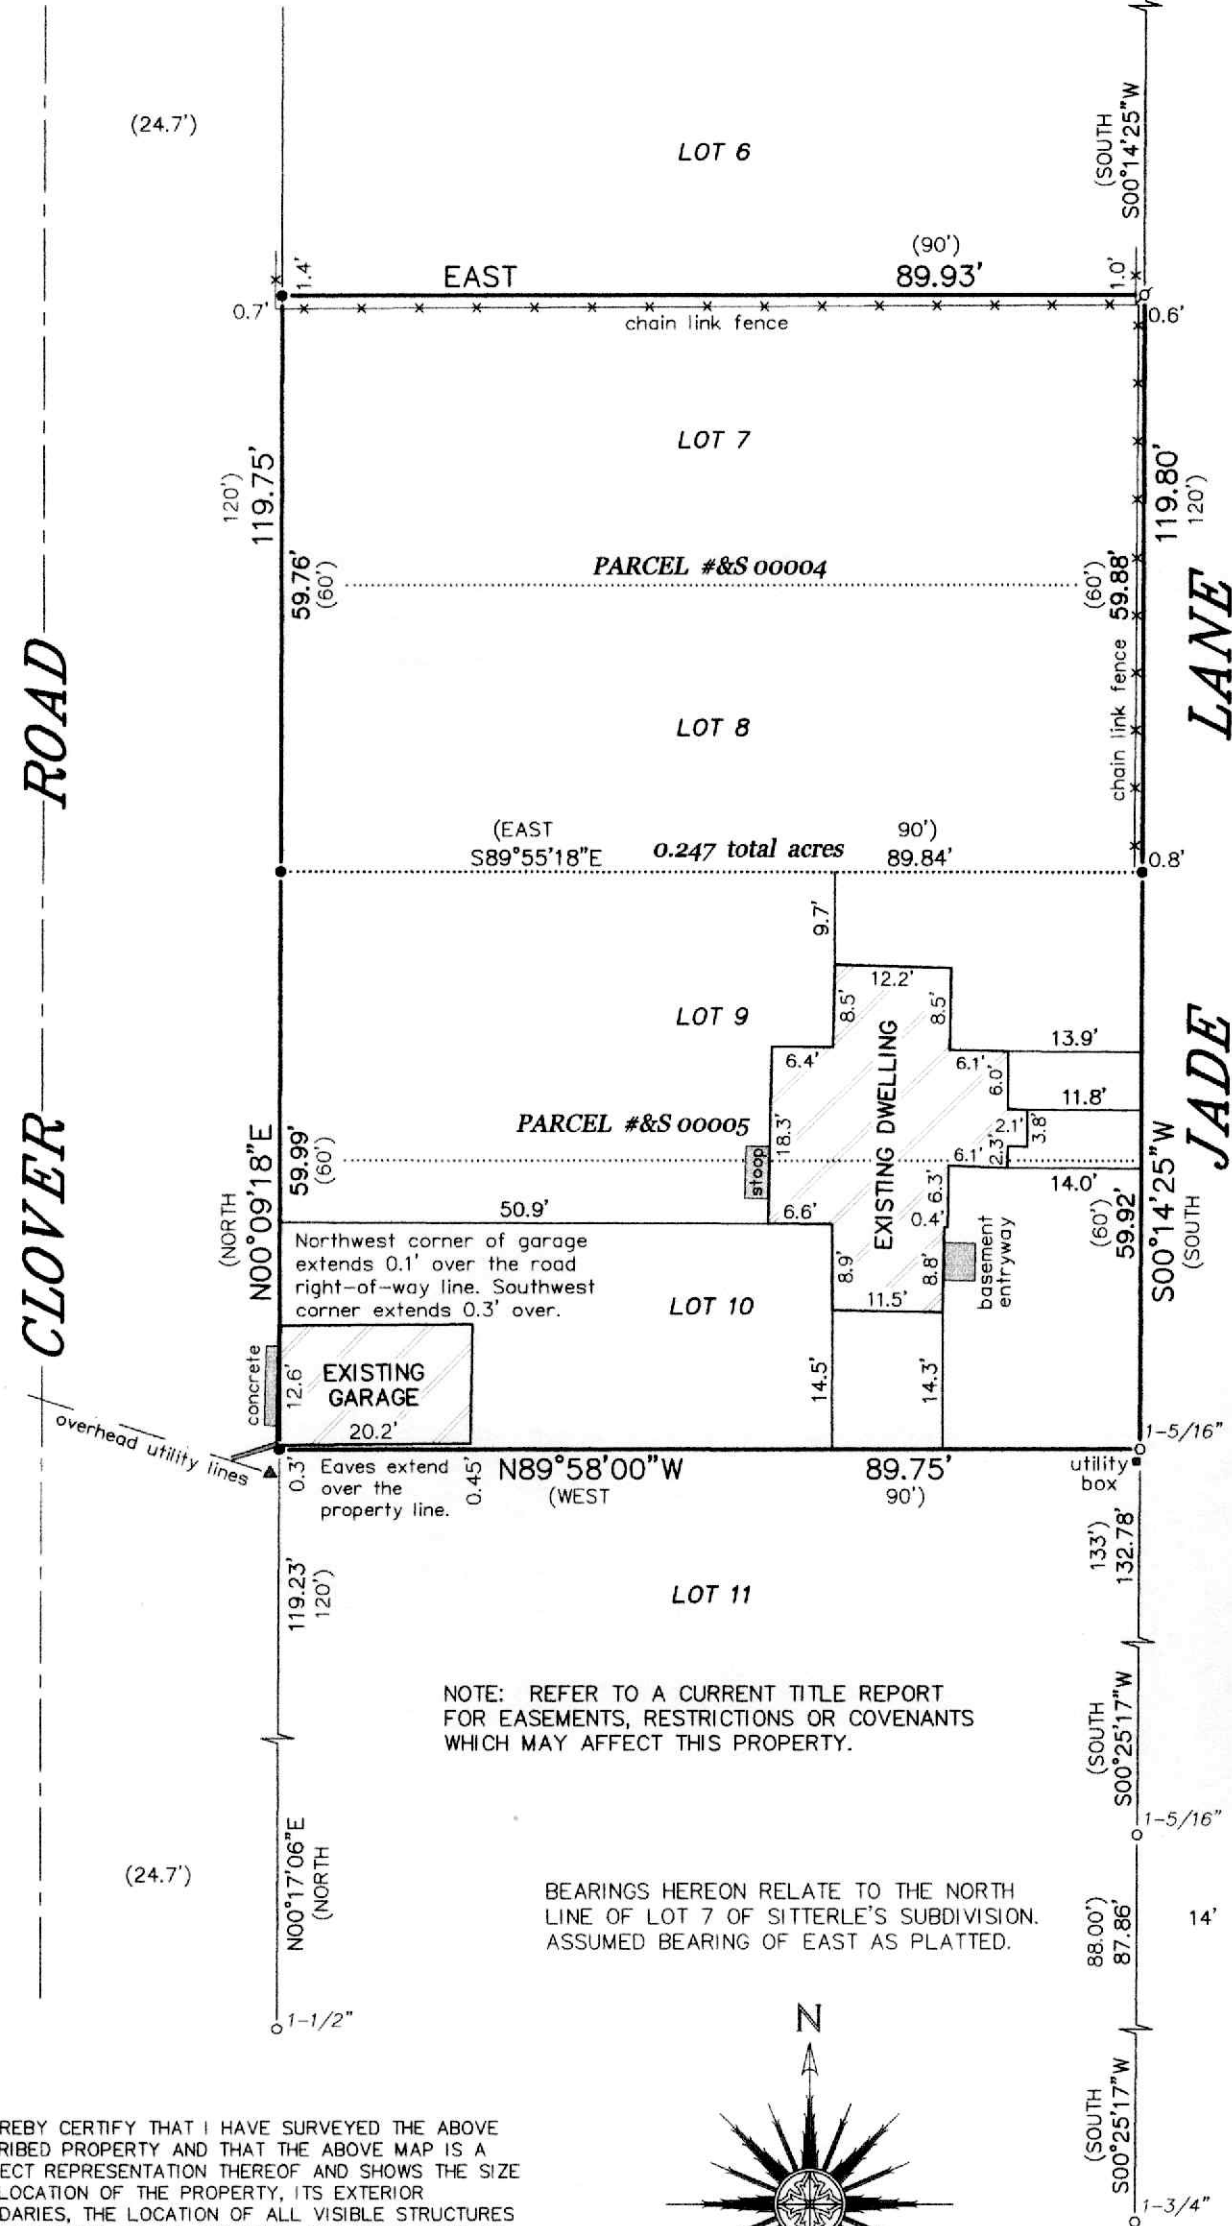 (24.7')
LOT 6
(SOUTH
S00°14'25"W
(90')
EAST
89.93'
1.4'
1.0'
0.7'
chain link fence
0.6'
LOT 7
120')
119.75'
119.80'
120')
59.76'
(60')
PARCEL #&S 00004
(60')
59.88'
chain link fence
LOT 8
CLOVER ROAD
JADE LANE
(EAST
90')
S89°55'18"E
0.247 total acres
89.84'
0.8'
9.7'
12.2'
8.5'
8.5'
LOT 9
13.9'
6.4'
6.1'
6.0'
11.8'
EXISTING DWELLING
PARCEL #&S 00005
18.3'
2.1'
3.8'
2.3'
6.1'
stoop
14.0'
(NORTH
N00°09'18"E
59.99'
(60')
50.9'
6.6'
6.3'
0.4'
(60')
59.92'
S00°14'25"W
(SOUTH
Northwest corner of garage
extends 0.1' over the road
right-of-way line. Southwest
corner extends 0.3' over.
8.9'
8.8'
basement
entryway
LOT 10
11.5'
concrete
12.6'
EXISTING
GARAGE
20.2'
14.5'
14.3'
overhead utility lines
1-5/16"
0.3'
Eaves extend
over the
property line.
0.45'
N89°58'00"W
89.75'
(WEST
90')
utility
box
119.23'
120')
133')
132.78'
LOT 11
NOTE: REFER TO A CURRENT TITLE REPORT
FOR EASEMENTS, RESTRICTIONS OR COVENANTS
WHICH MAY AFFECT THIS PROPERTY.
(SOUTH
S00°25'17"W
1-5/16"
(24.7')
N00°17'06"E
(NORTH
BEARINGS HEREON RELATE TO THE NORTH
LINE OF LOT 7 OF SITTERLE'S SUBDIVISION.
ASSUMED BEARING OF EAST AS PLATTED.
88.00')
87.86'
14'
1-1/2"
N
(SOUTH
S00°25'17"W
1-3/4"
REBY CERTIFY THAT I HAVE SURVEYED THE ABOVE
RIBED PROPERTY AND THAT THE ABOVE MAP IS A
ECT REPRESENTATION THEREOF AND SHOWS THE SIZE
LOCATION OF THE PROPERTY, ITS EXTERIOR
DARIES, THE LOCATION OF ALL VISIBLE STRUCTURES